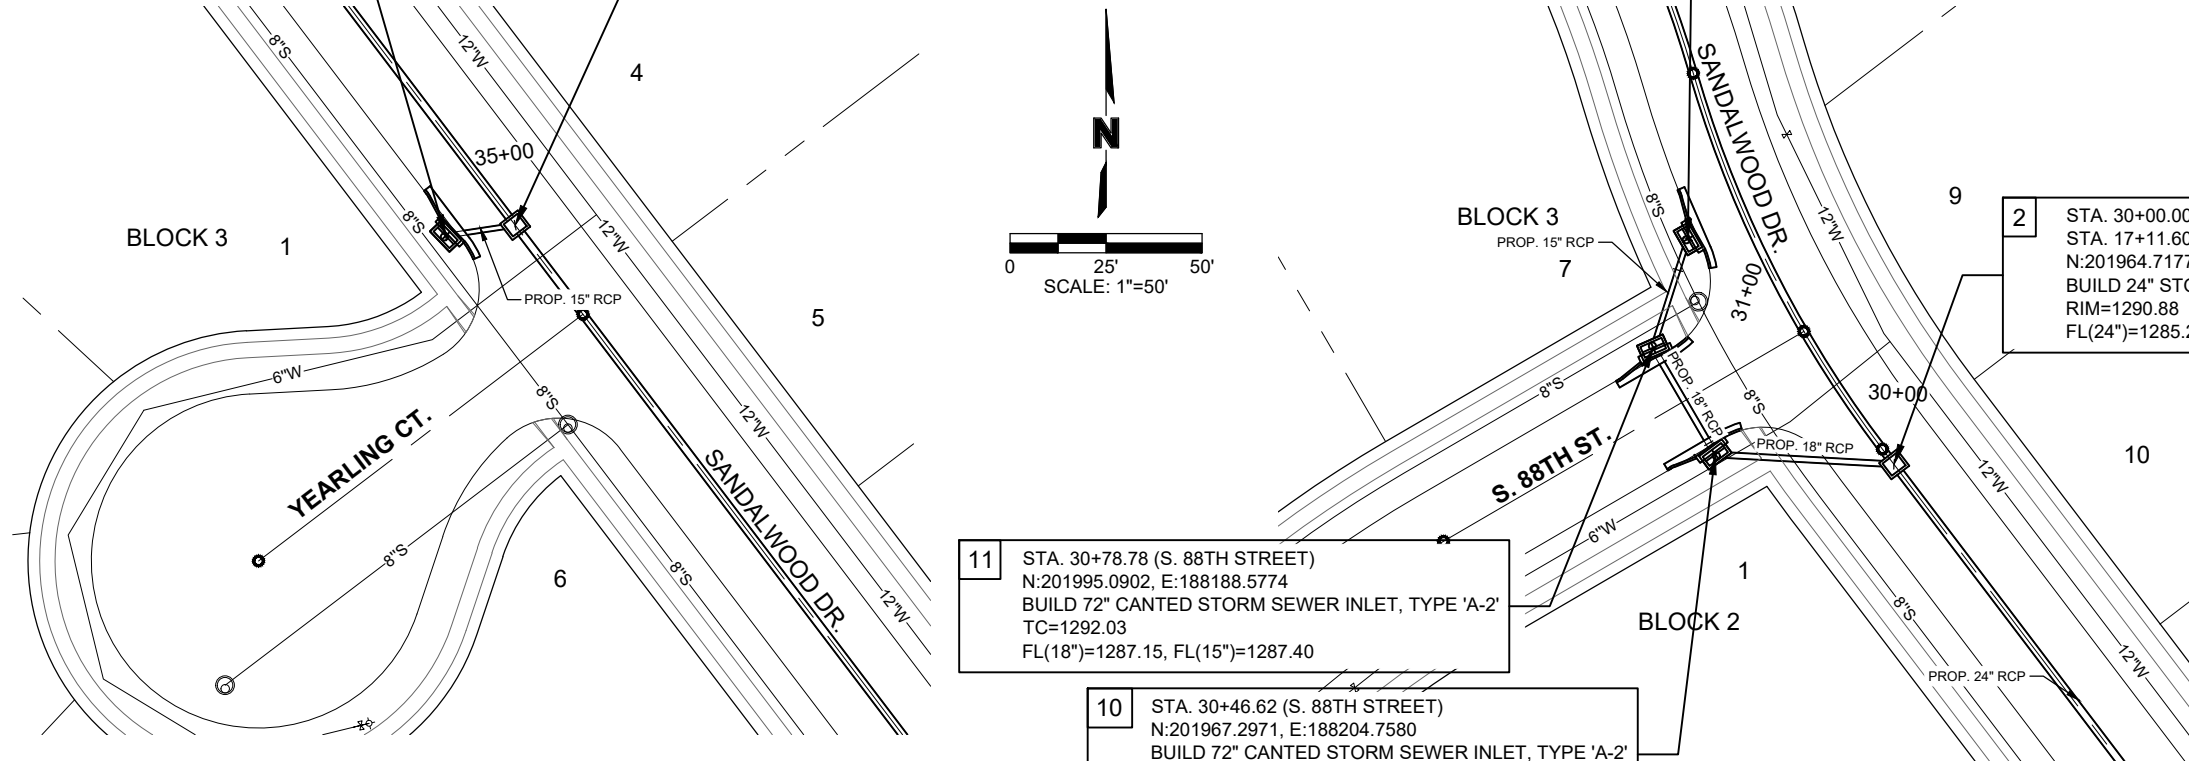 8"S
12"W
4
35+00
8"S
12"W
BLOCK 3
1
PROP. 15" RCP
5
6"W
8"S
12"W
YEARLING CT.
SANDALWOOD DR.
8"S
8"S
6
12"W
N
0 25' 50'
SCALE: 1"=50'
SANDALWOOD DR.
8"S
12"W
9
BLOCK 3
PROP. 15" RCP
7
31+00
2
STA. 30+00.00
STA. 17+11.60
N:201964.7177
BUILD 24" STO
RIM=1290.88
FL(24")=1285.2
8"S
PROP. 18" RCP
8"S
30+00
PROP. 18" RCP
S. 88TH ST.
12"W
10
6"W
1
8"S
BLOCK 2
12"W
PROP. 24" RCP
11
STA. 30+78.78 (S. 88TH STREET)
N:201995.0902, E:188188.5774
BUILD 72" CANTED STORM SEWER INLET, TYPE 'A-2'
TC=1292.03
FL(18")=1287.15, FL(15")=1287.40
10
STA. 30+46.62 (S. 88TH STREET)
N:201967.2971, E:188204.7580
BUILD 72" CANTED STORM SEWER INLET, TYPE 'A-2'